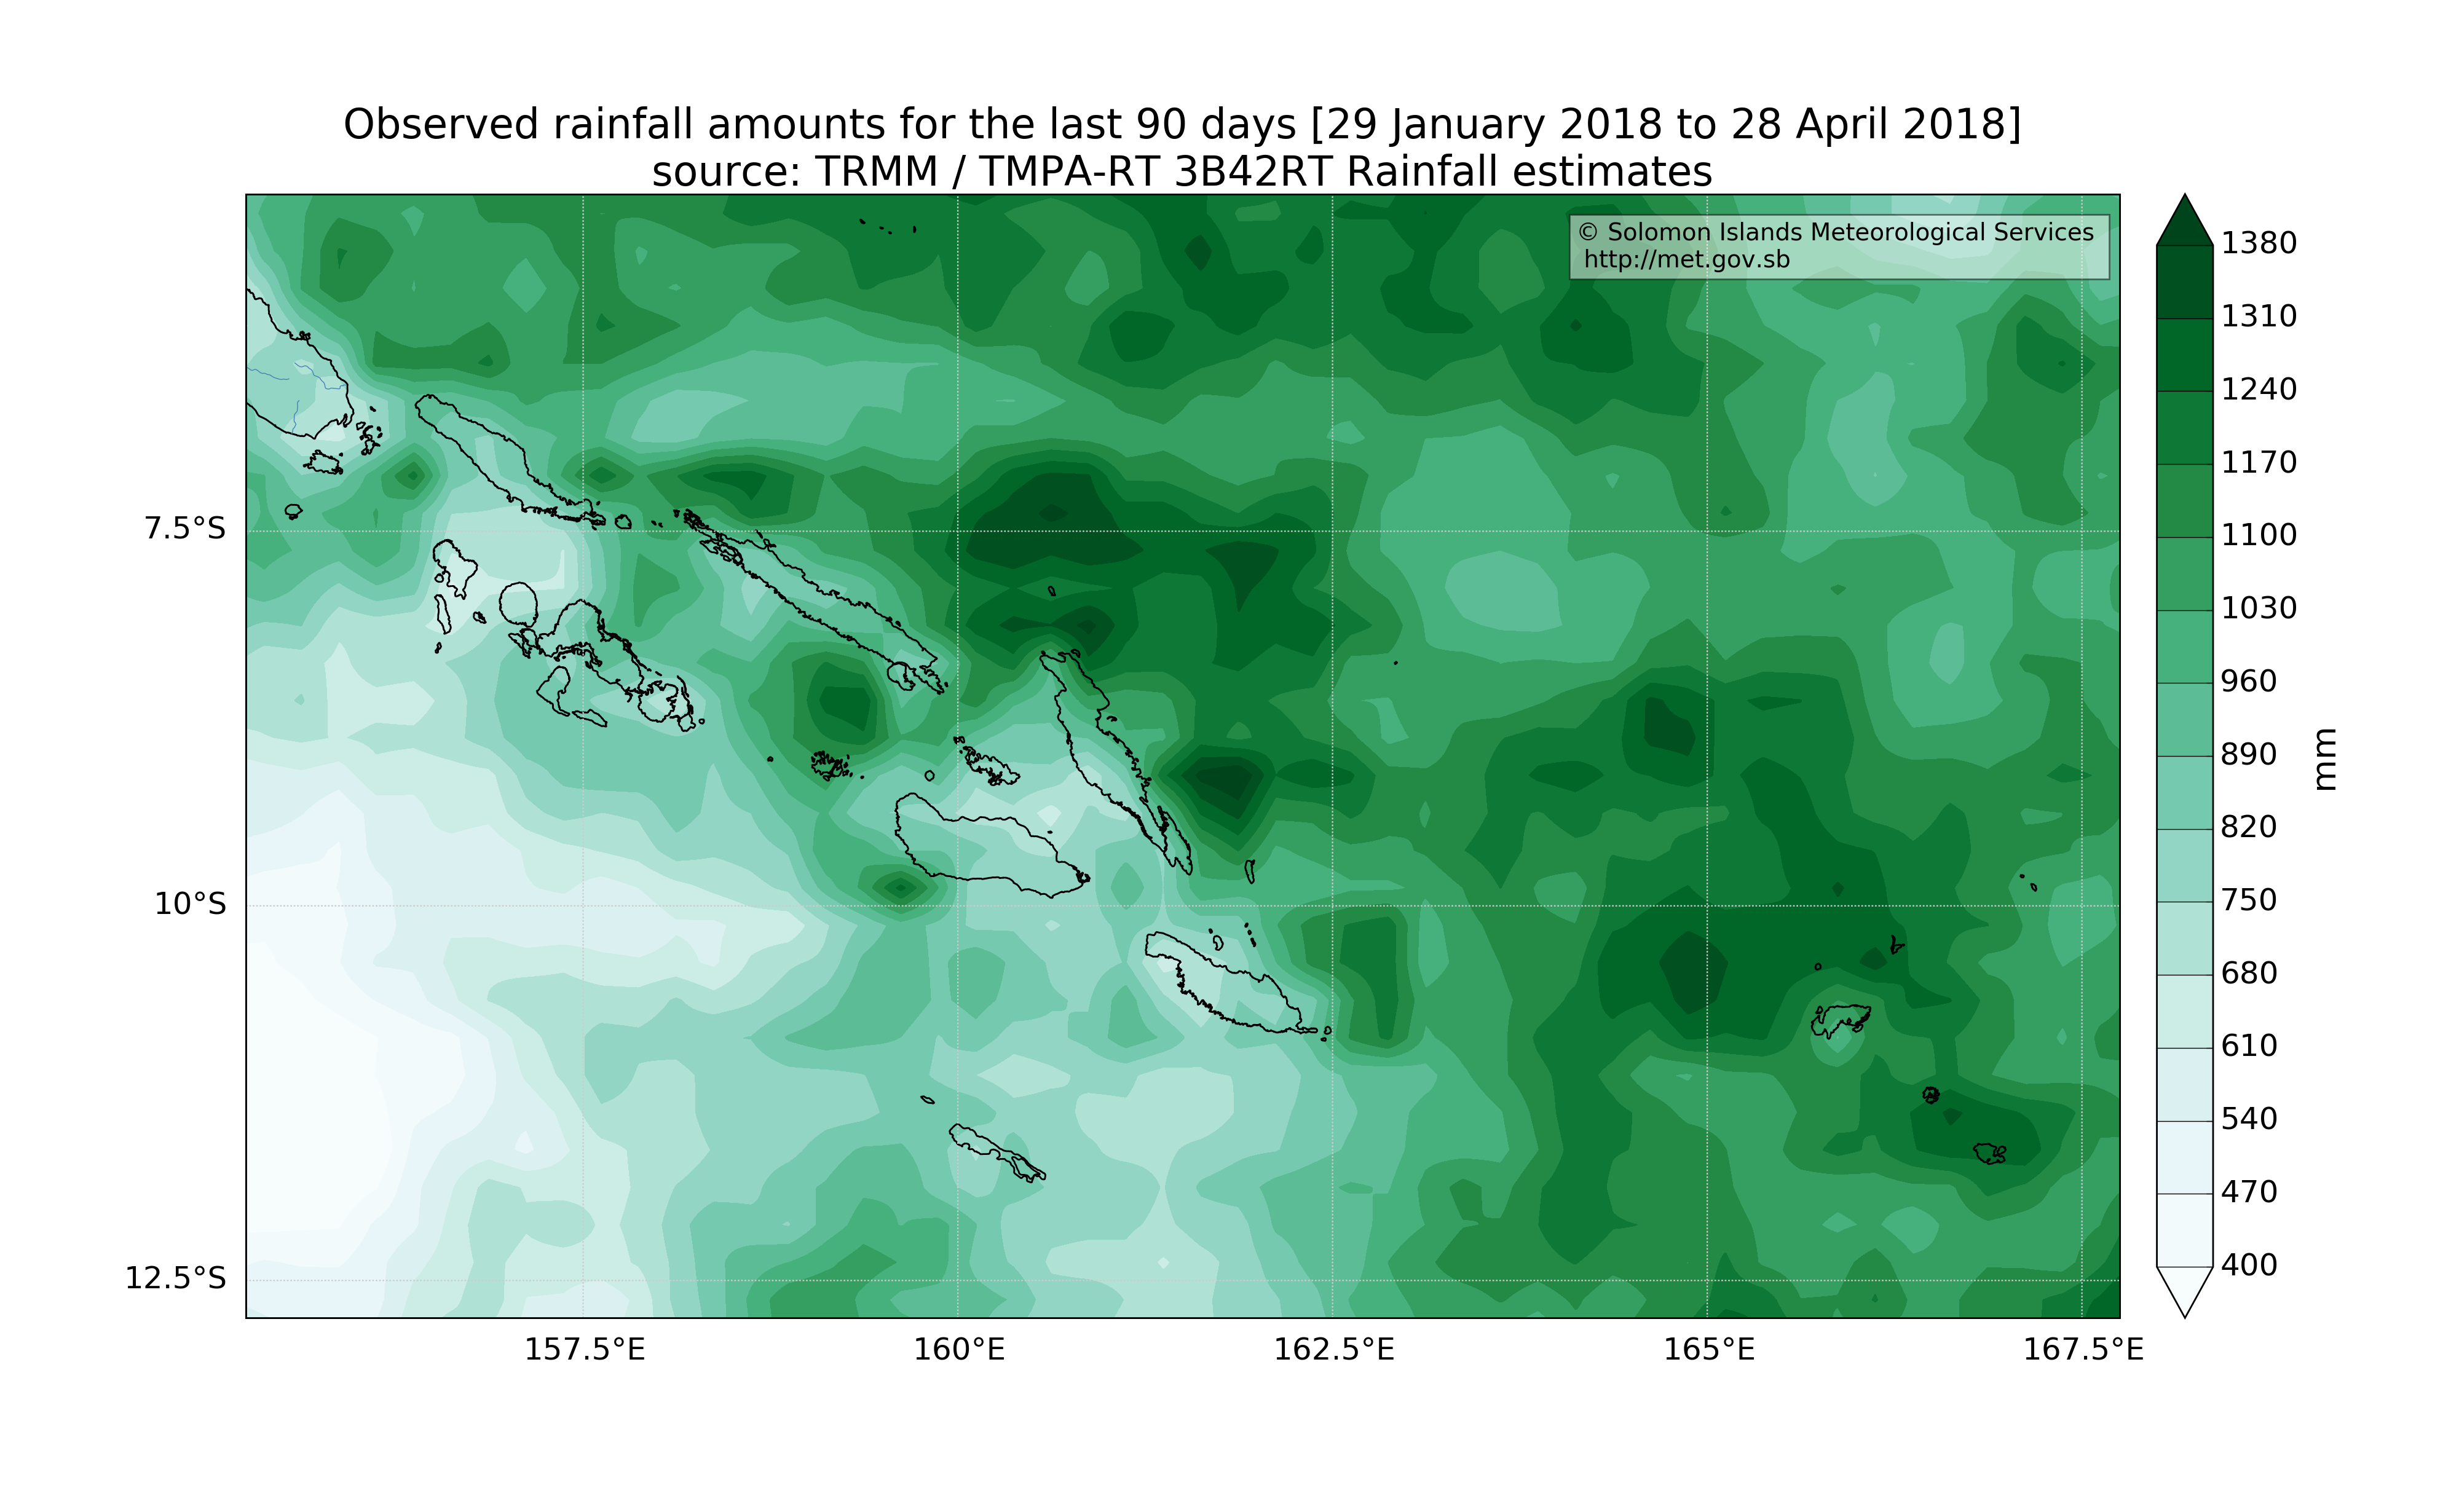 Observed rainfall amounts for the last 90 days [29 January 2018 to 28 April 2018]
source: TRMM / TMPA-RT 3B42RT Rainfall estimates
© Solomon Islands Meteorological Services
http://met.gov.sb
7.5°S
10°S
12.5°S
157.5°E
160°E
162.5°E
165°E
167.5°E
1380
1310
1240
1170
1100
1030
960
890
820
750
680
610
540
470
400
mm